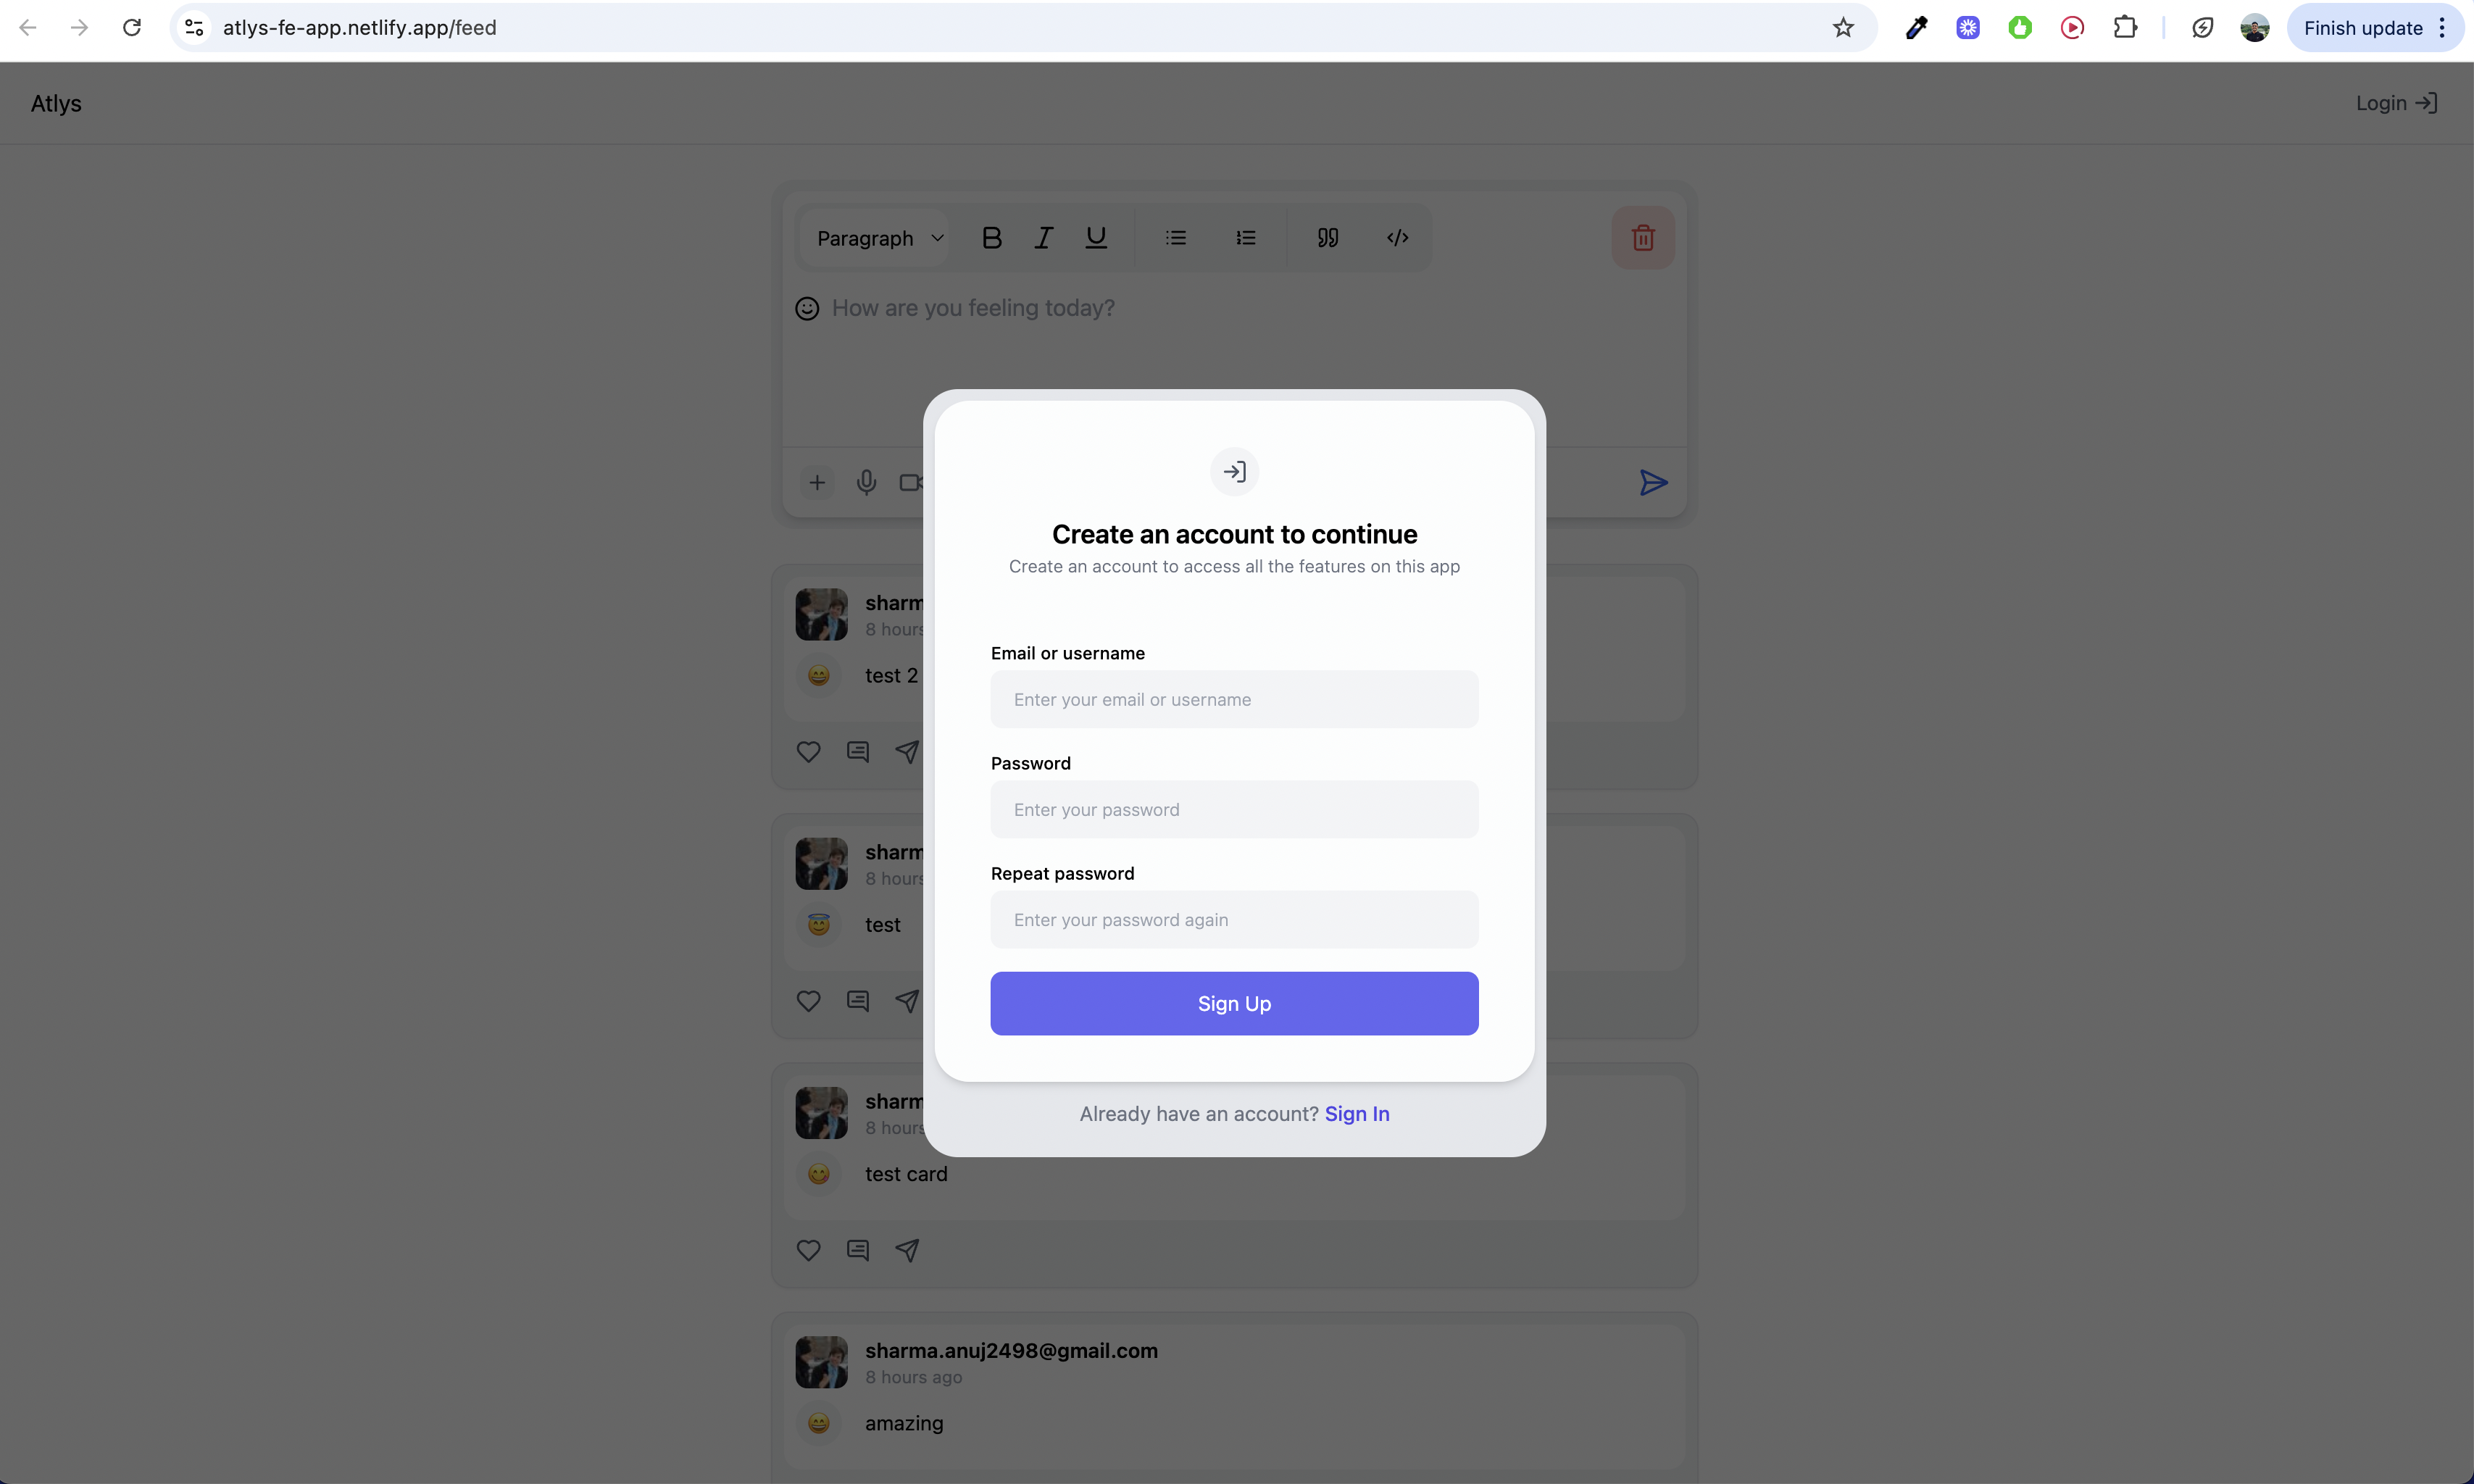 atlys-fe-app.netlify.app/feed
Finish update
Atlys
Login
Paragraph
B I U
How are you feeling today?
Create an account to continue
Create an account to access all the features on this app
Email or username
Enter your email or username
Password
Enter your password
Repeat password
Enter your password again
Sign Up
Already have an account? Sign In
sharm
8 hours
test 2
sharm
8 hours
test
sharm
8 hours
test card
sharma.anuj2498@gmail.com
8 hours ago
amazing